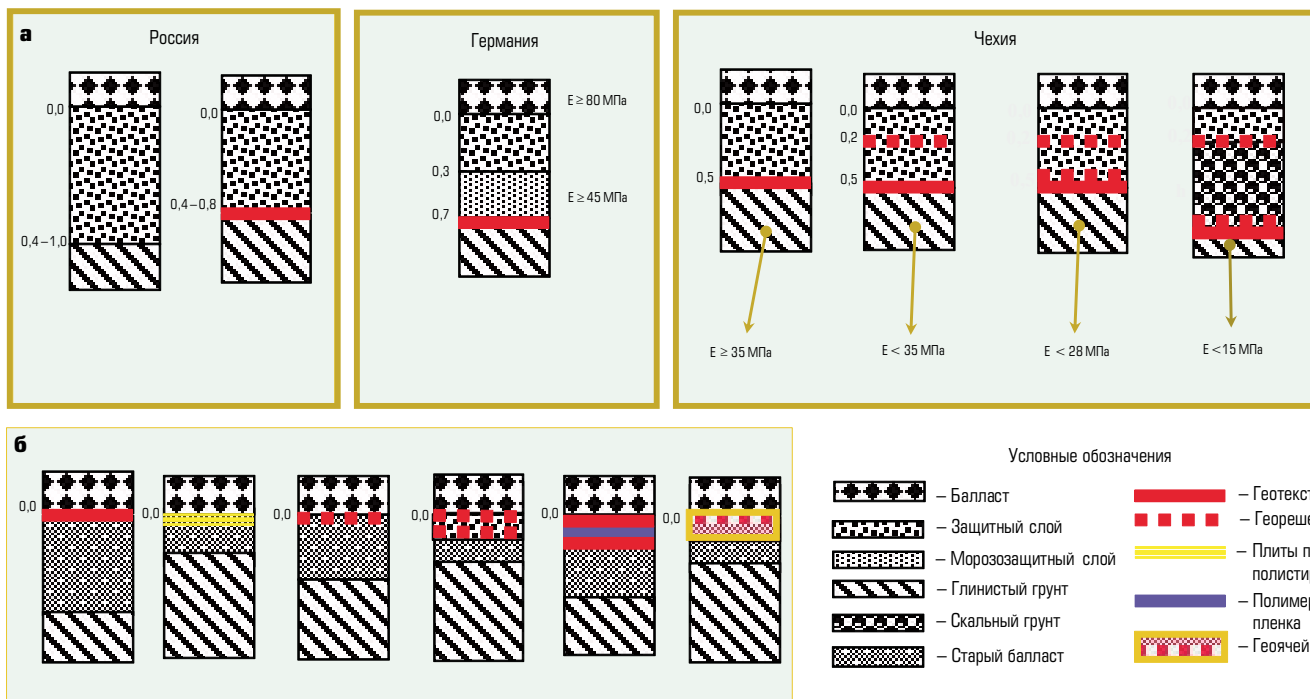 а
Россия
0,0
0,4–1,0
0,0
0,4–0,8
Германия
0,0
0,3
0,7
E ≥ 80 МПа
E ≥ 45 МПа
Чехия
0,0
0,5
0,0
0,2
0,5
E ≥ 35 МПа
E < 35 МПа
E < 28 МПа
E <15 МПа
б
0,0
0,0
0,0
0,0
0,0
0,0
Условные обозначения
– Балласт
– Защитный слой
– Морозозащитный слой
– Глинистый грунт
– Скальный грунт
– Старый балласт
– Геотекст
– Геореше
– Плиты п
полистир
– Полимер
пленка
– Геоячей